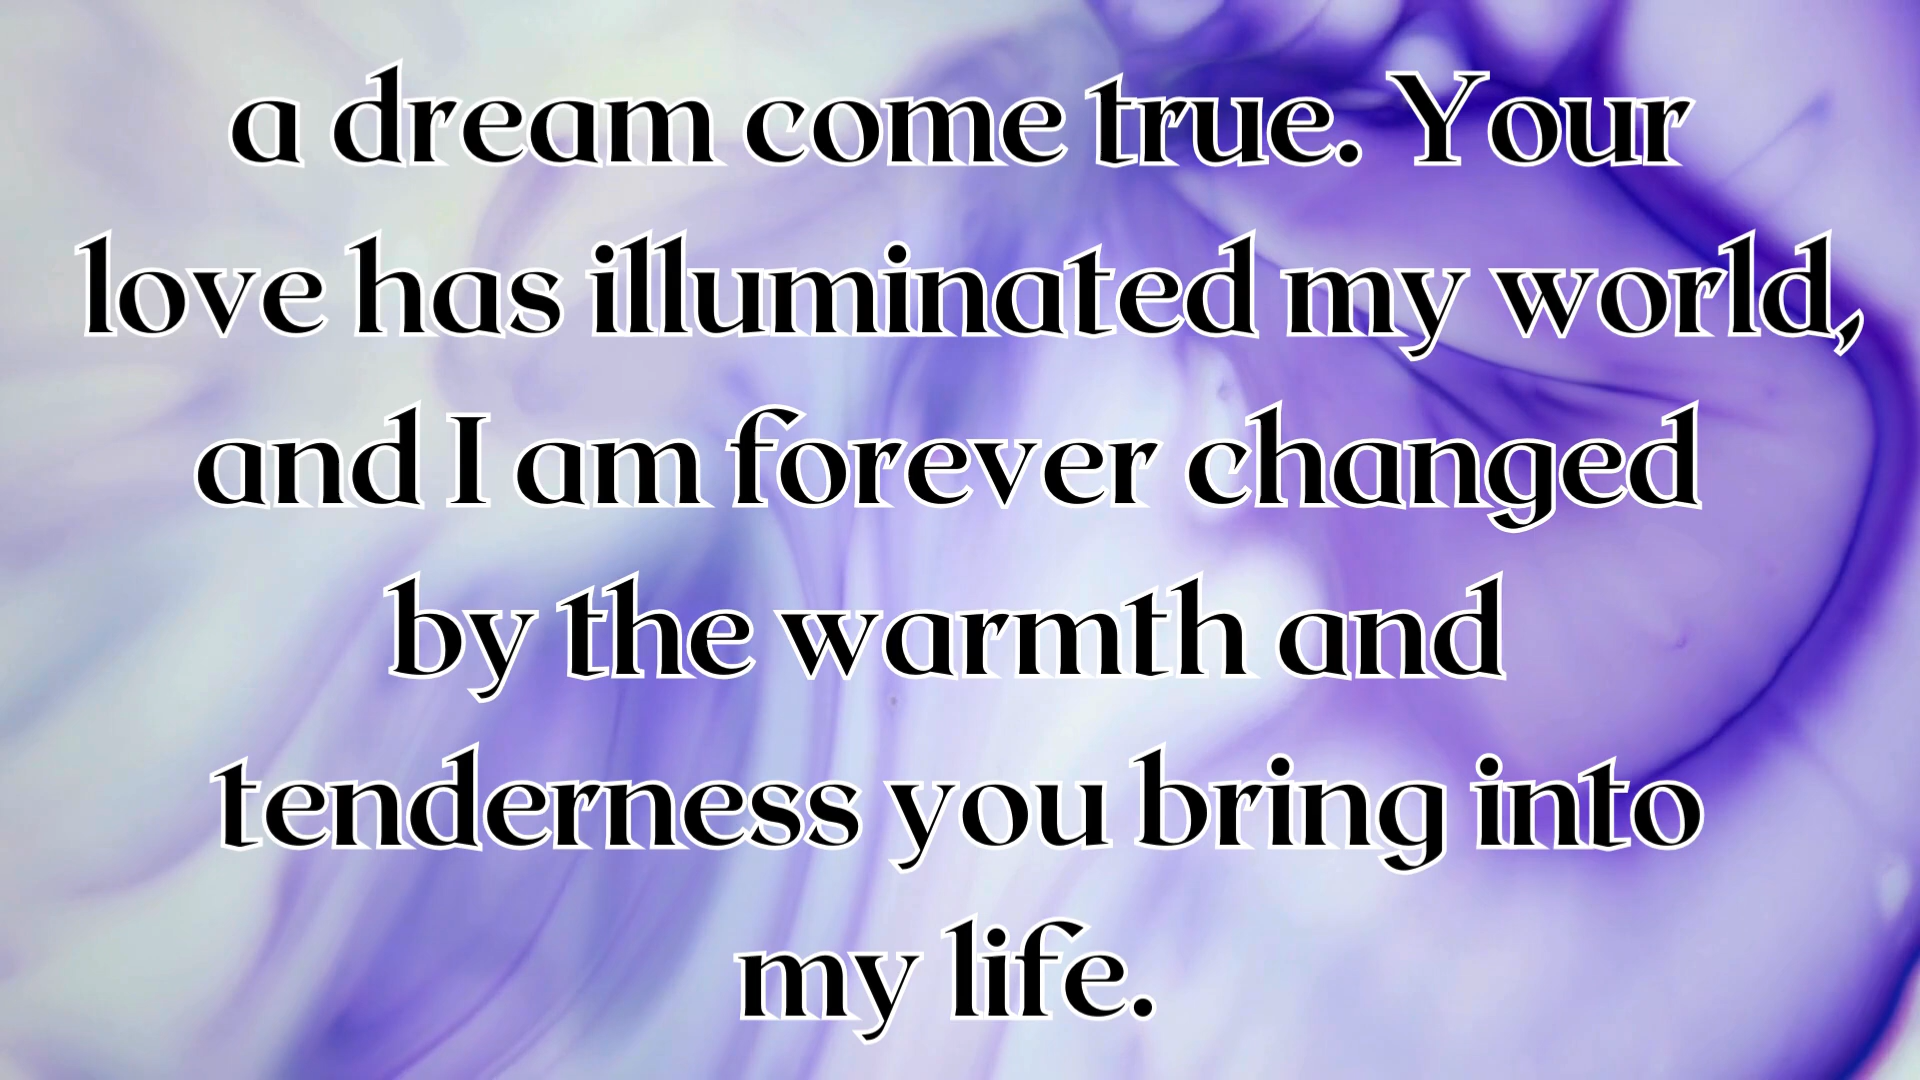 a dream come true. Your
love has illuminated my world,
and I am forever changed
by the warmth and
tenderness you bring into
my life.